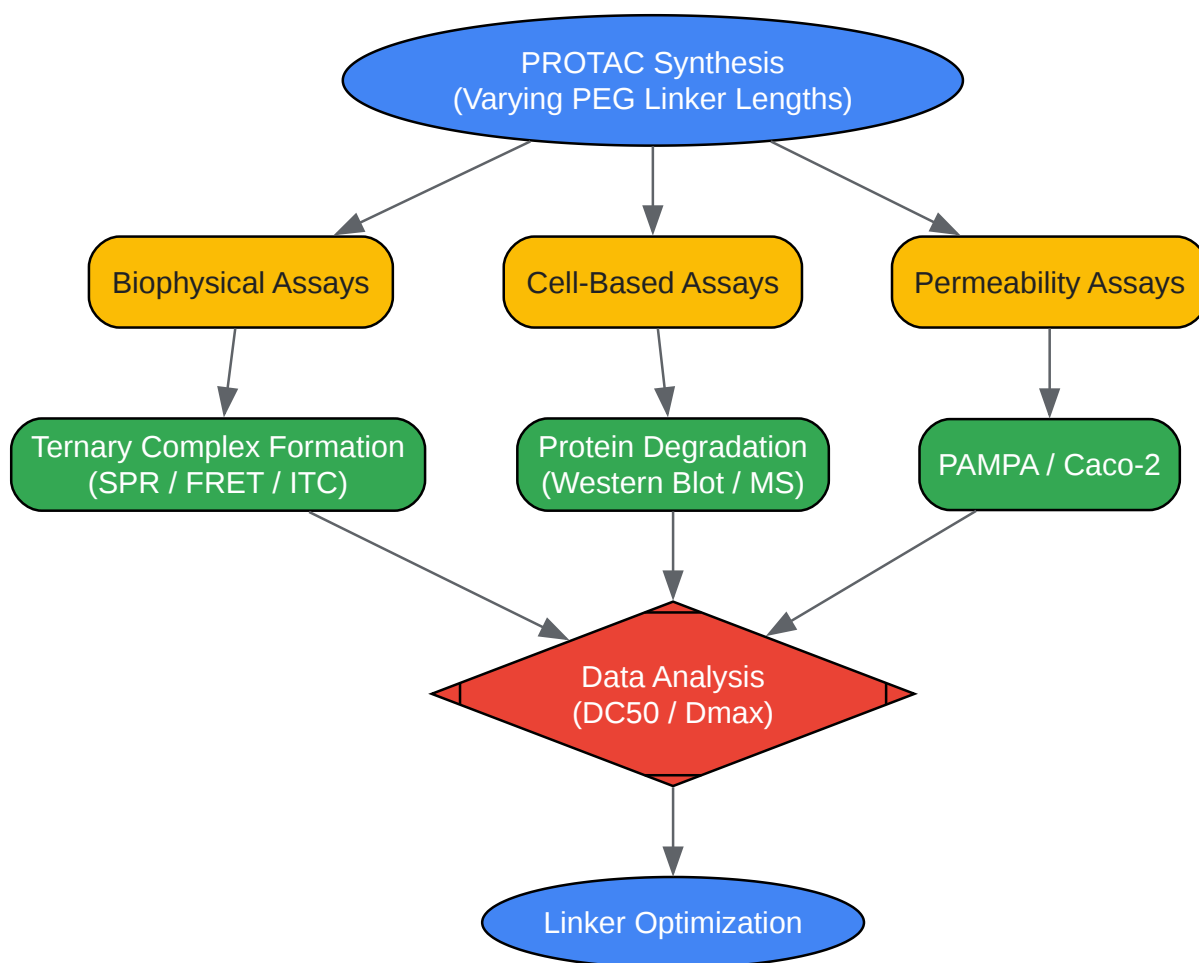 PROTAC Synthesis
(Varying PEG Linker Lengths)
Biophysical Assays
Cell-Based Assays
Permeability Assays
Ternary Complex Formation
(SPR / FRET / ITC)
Protein Degradation
(Western Blot / MS)
PAMPA / Caco-2
Data Analysis
(DC50 / Dmax)
Linker Optimization